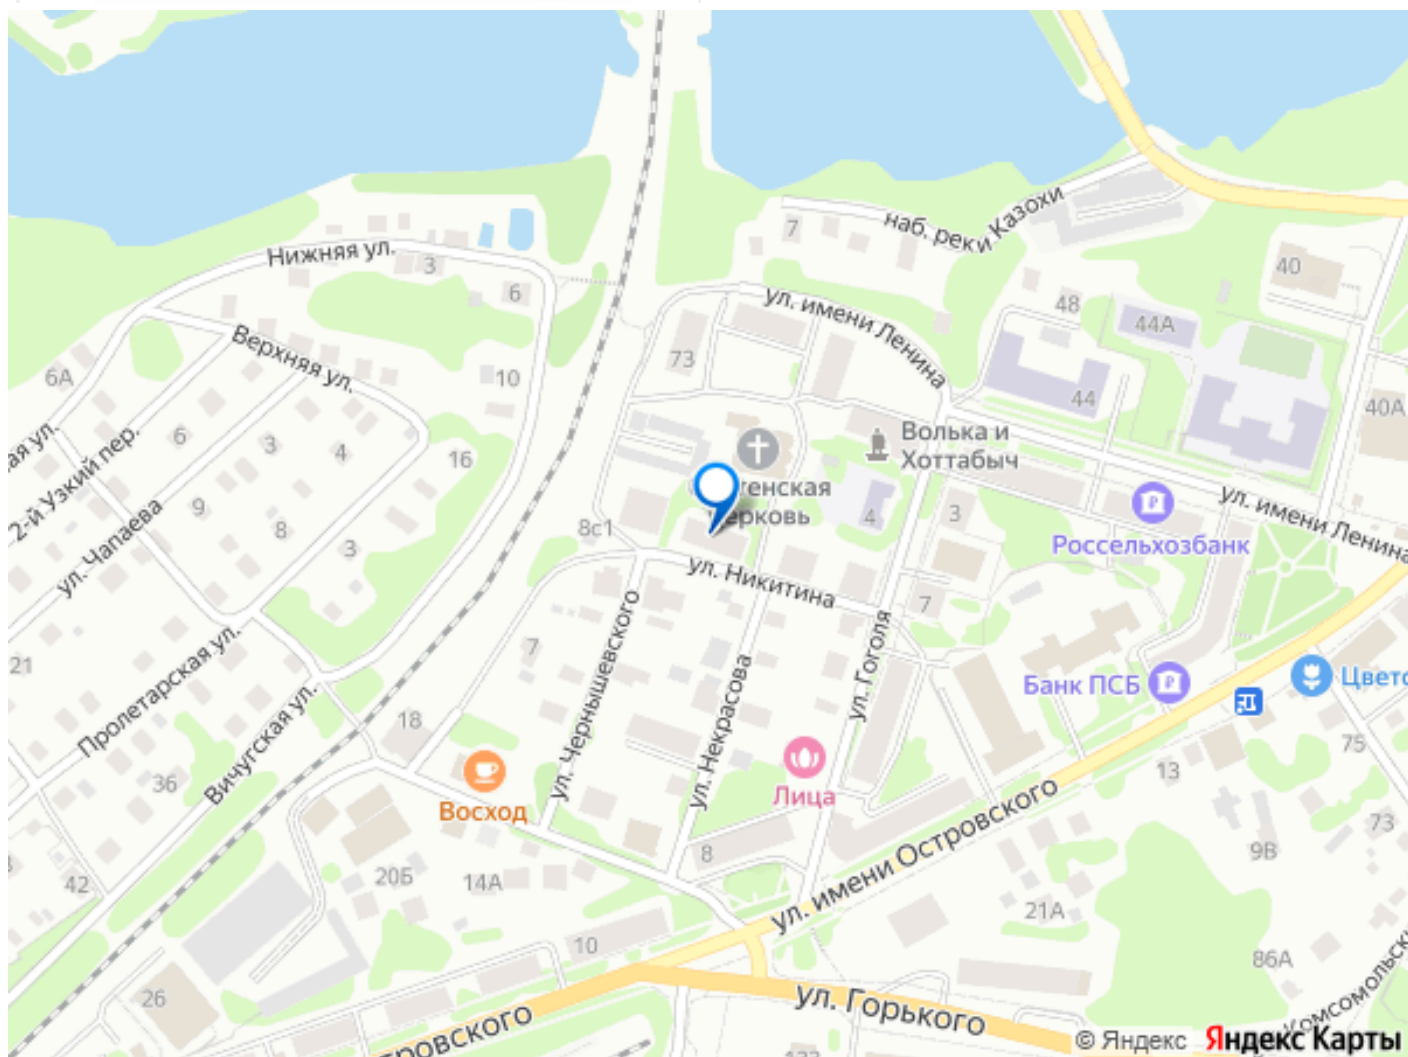 наб. реки Казохи
7
40
Нижняя ул.
3
6
ул. имени Ленина
48
44А
Верхняя ул.
73
6А
10
44
40А
2-й Узкий пер.
6
3
4
16
Волька и
Хоттабыч
ул. Чапаева
9
8
3
8с1
4
3
Россельхозбанк
ул. имени Ленина
ул. Никитина
7
7
21
Пролетарская ул.
Вичугская ул.
ул. Чернышевского
ул. Некрасова
ул. Гоголя
Банк ПСБ
18
36
Восход
Лица
13
75
73
9В
8
42
20Б
14А
ул. имени Островского
21А
10
86А
26
ул. Горького
© Яндекс Яндекс Карты